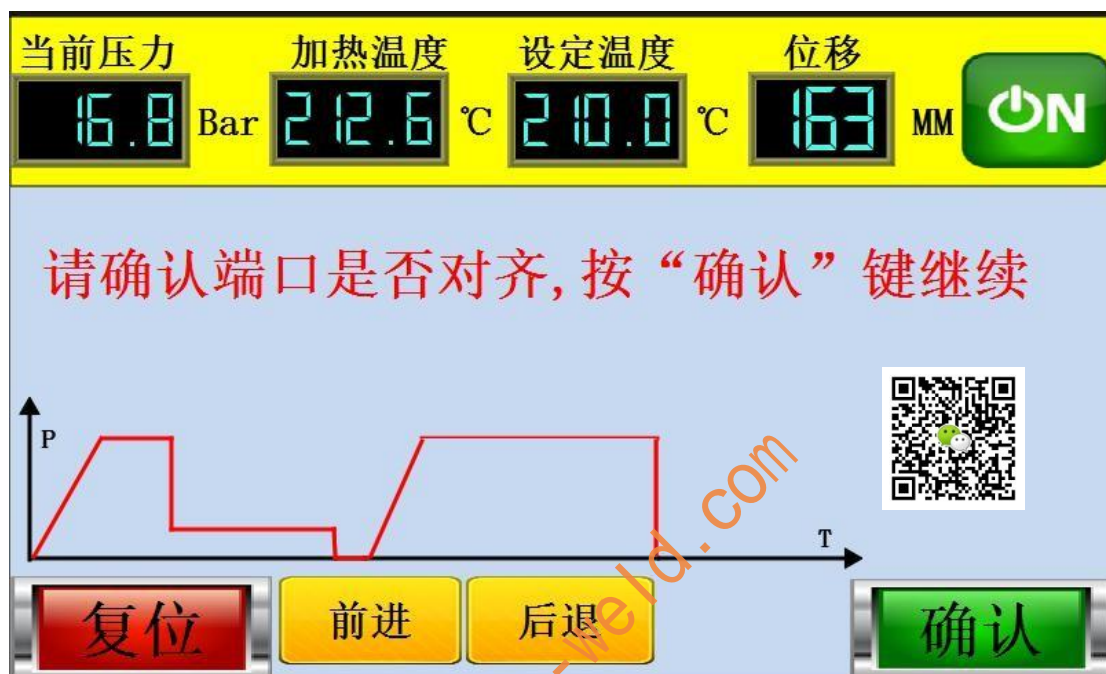 当前压力 加热温度 设定温度 位移
16.8 Bar 212.6 ℃ 210.0 ℃ 163 MM ON
请确认端口是否对齐,按“确认”键继续
P
T
复位 前进 后退 确认
-weld.com